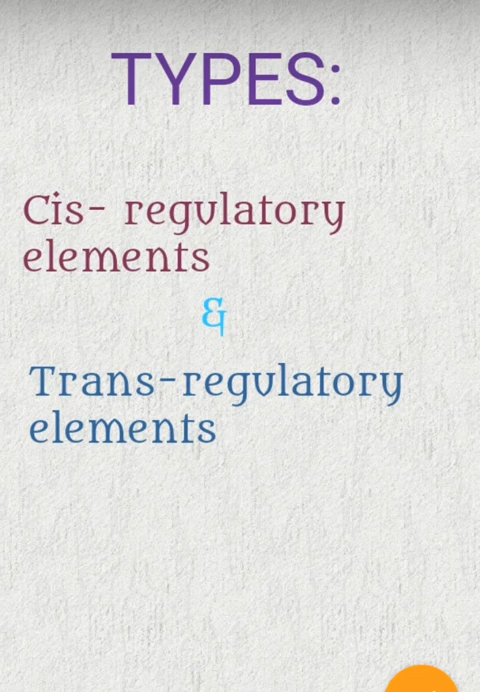 TYPES:
Cis- regulatory
elements
&
Trans-regulatory
elements